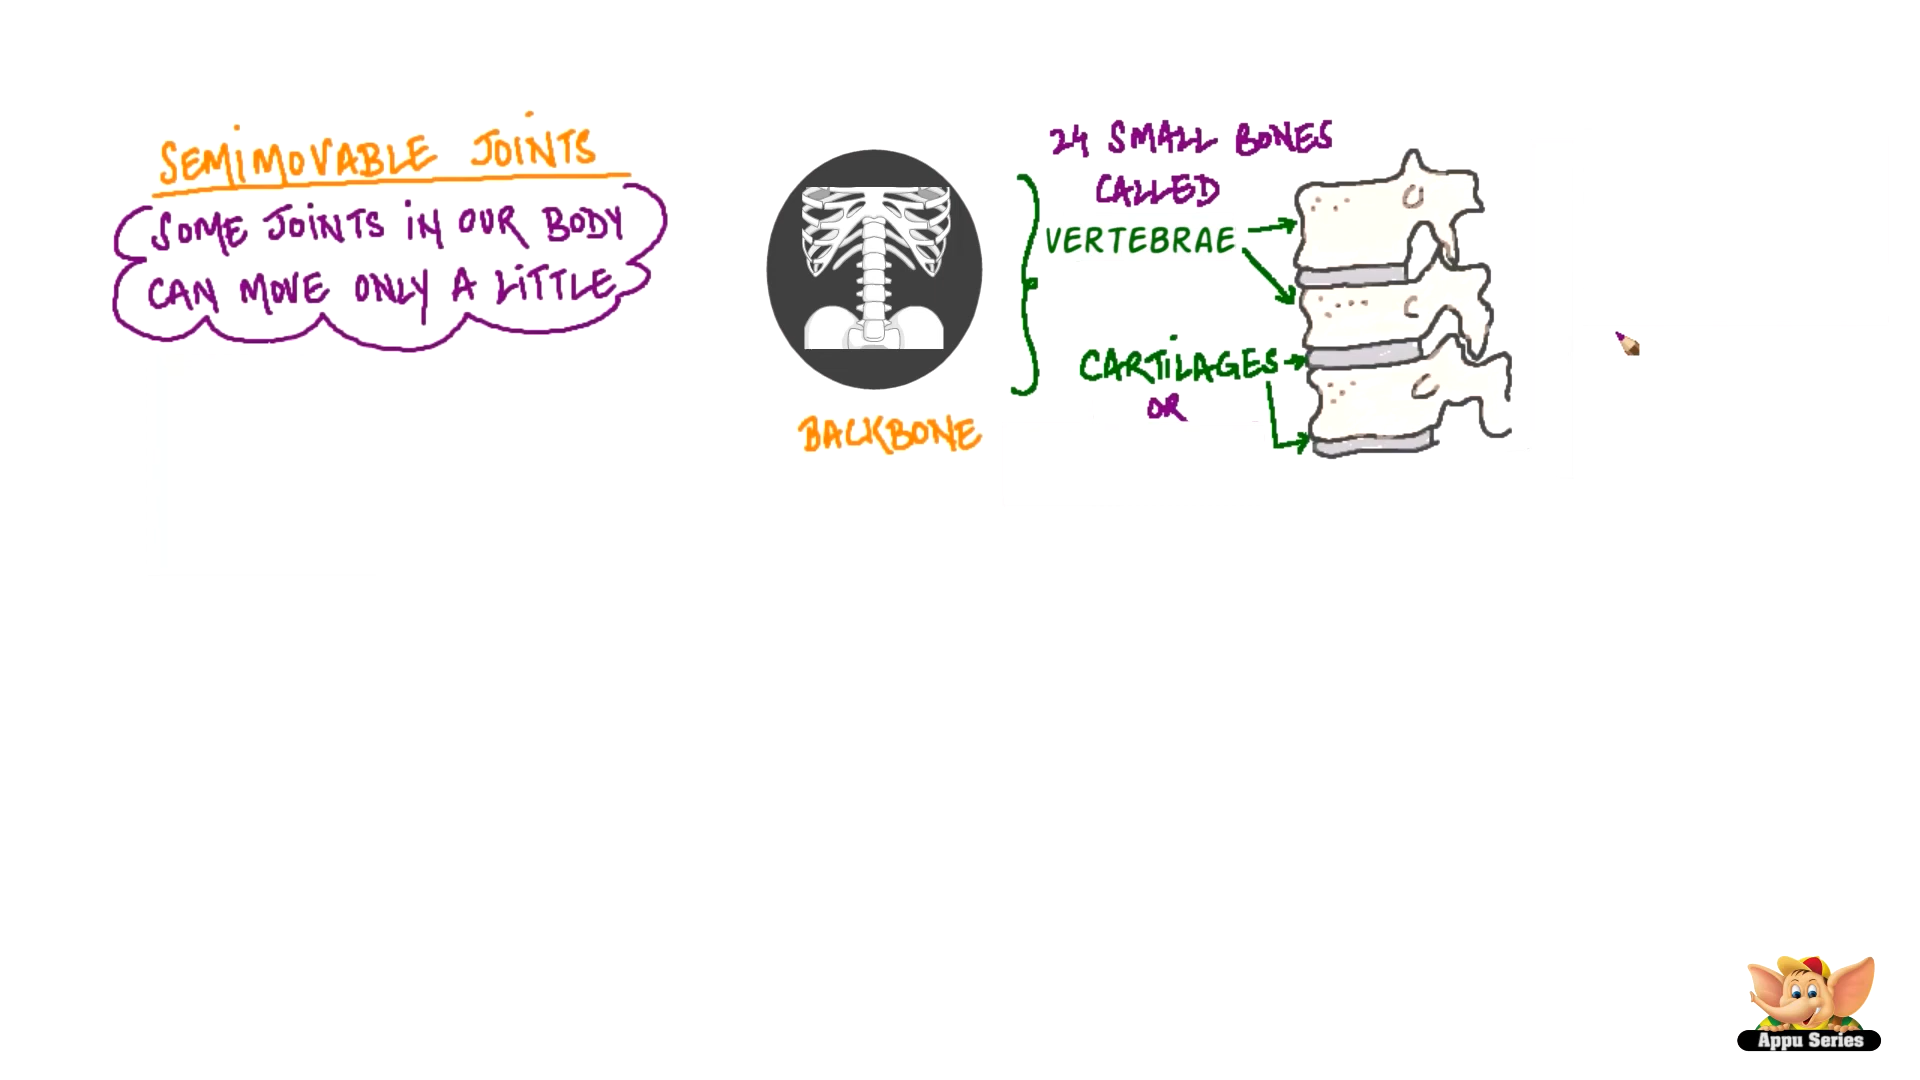 SEMIMOVABLE JOINTS
SOME JOINTS IN OUR BODY
CAN MOVE ONLY A LITTLE
BACKBONE
24 SMALL BONES
CALLED
VERTEBRAE
CARTILAGES
OR
Appu Series